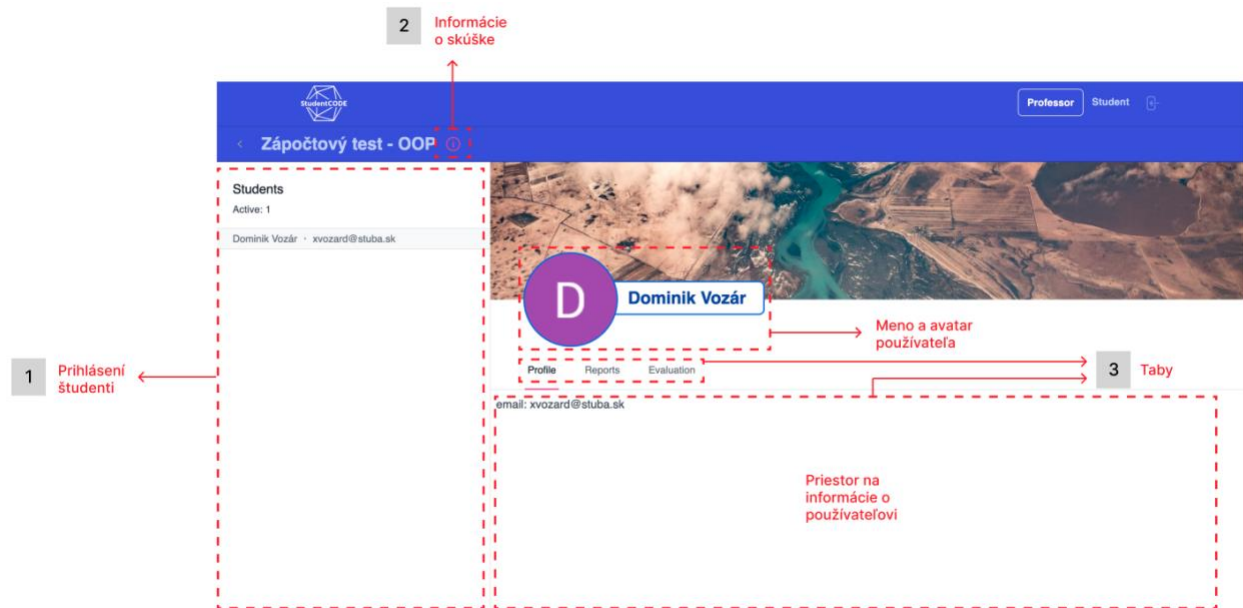 2
Informácie
o skúške
StudentCODE
Professor
Student
Zápočtový test - OOP
Students
Active: 1
Dominik Vozár · xvozard@stuba.sk
D
Dominik Vozár
Meno a avatar
používateľa
1
Prihlásení
študenti
Profile
Reports
Evaluation
3
Taby
email: xvozard@stuba.sk
Priestor na
informácie o
používateľovi